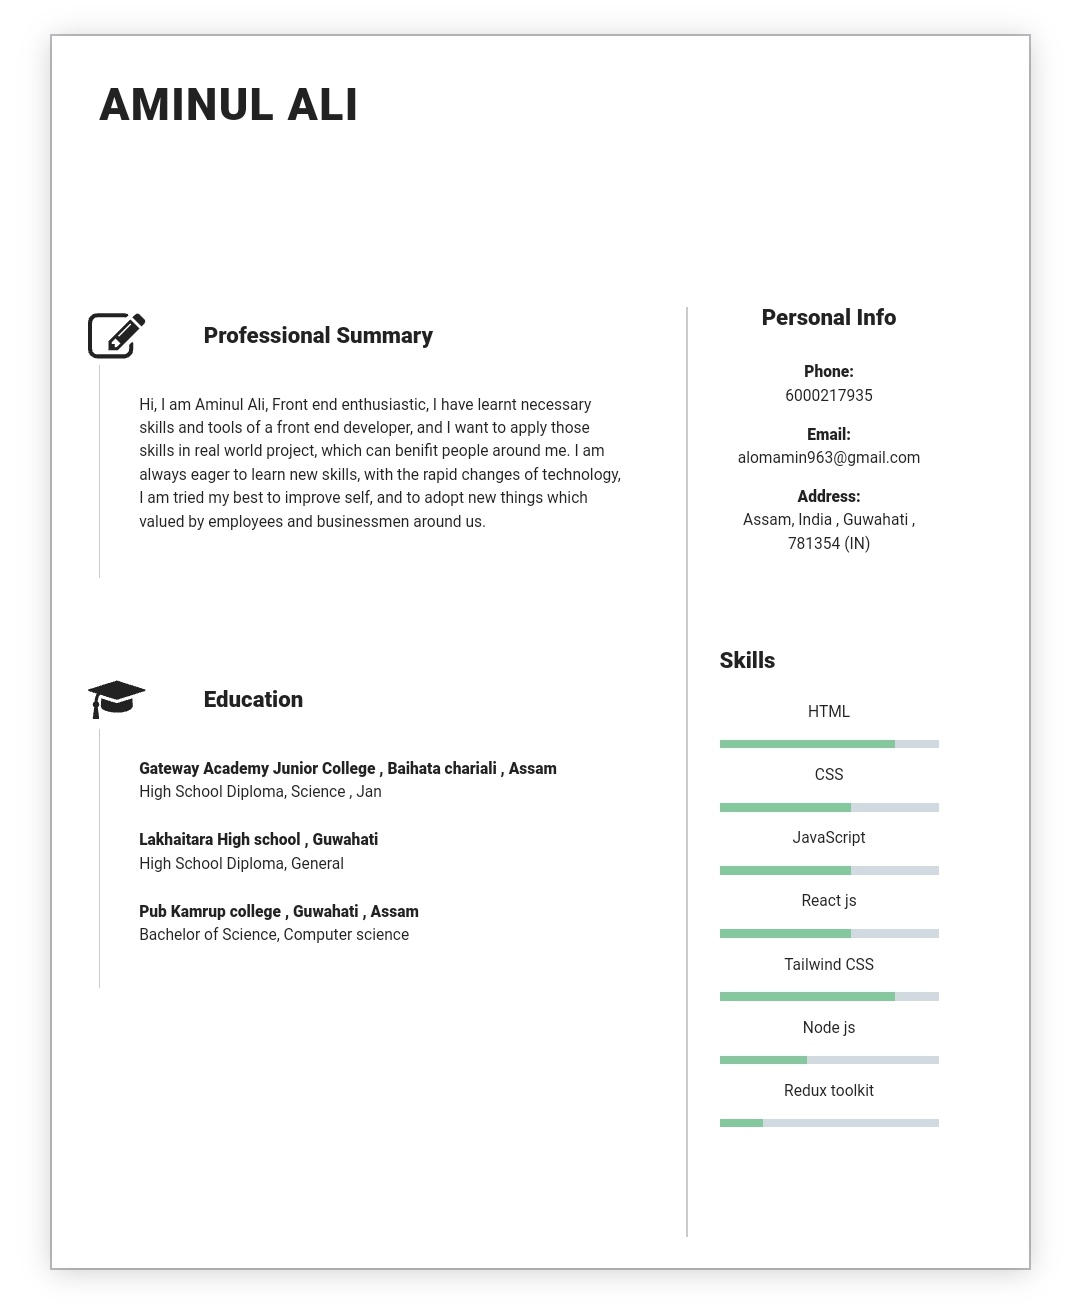 AMINUL ALI
Professional Summary
Hi, I am Aminul Ali, Front end enthusiastic, I have learnt necessary
skills and tools of a front end developer, and I want to apply those
skills in real world project, which can benifit people around me. I am
always eager to learn new skills, with the rapid changes of technology,
I am tried my best to improve self, and to adopt new things which
valued by employees and businessmen around us.
Education
Gateway Academy Junior College , Baihata chariali , Assam
High School Diploma, Science , Jan
Lakhaitara High school , Guwahati
High School Diploma, General
Pub Kamrup college , Guwahati , Assam
Bachelor of Science, Computer science
Personal Info
Phone:
6000217935
Email:
alomamin963@gmail.com
Address:
Assam, India , Guwahati ,
781354 (IN)
Skills
HTML
CSS
JavaScript
React js
Tailwind CSS
Node js
Redux toolkit